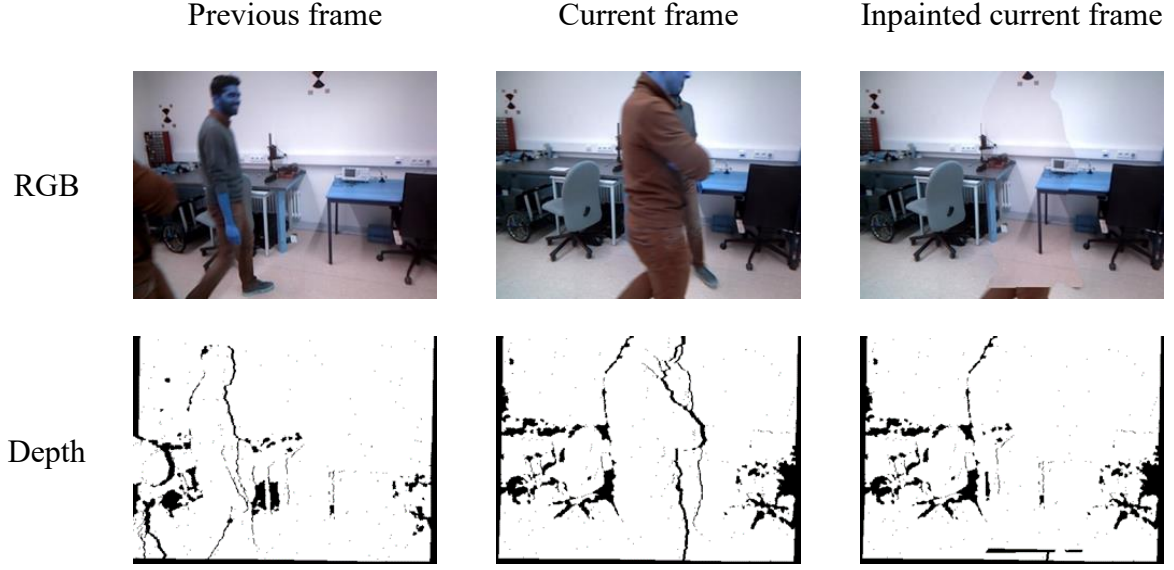 Previous frame
Current frame
Inpainted current frame
RGB
Depth